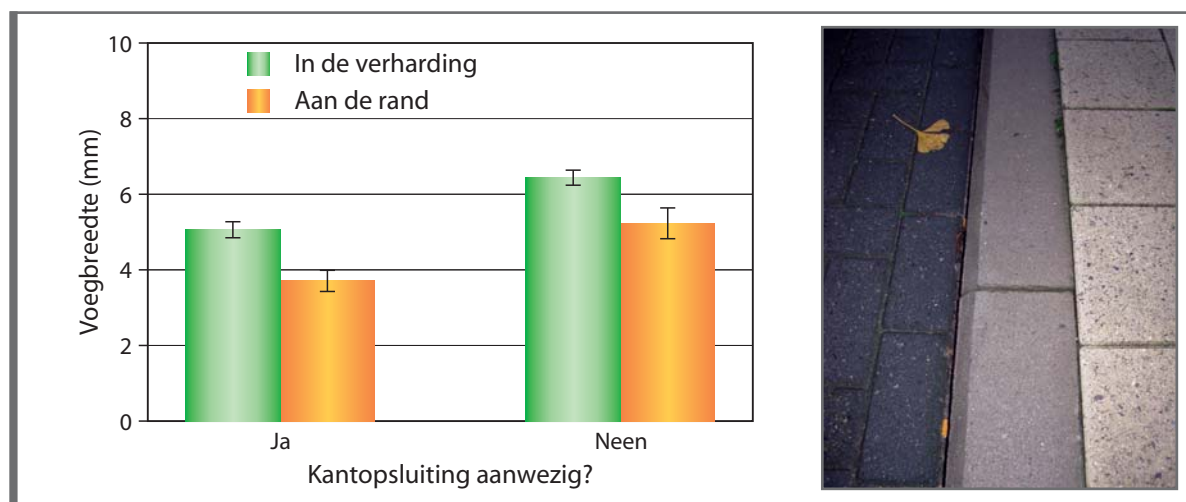 10
8
6
4
2
0
Voegbreedte (mm)
In de verharding
Aan de rand
Ja
Neen
Kantopsluiting aanwezig?